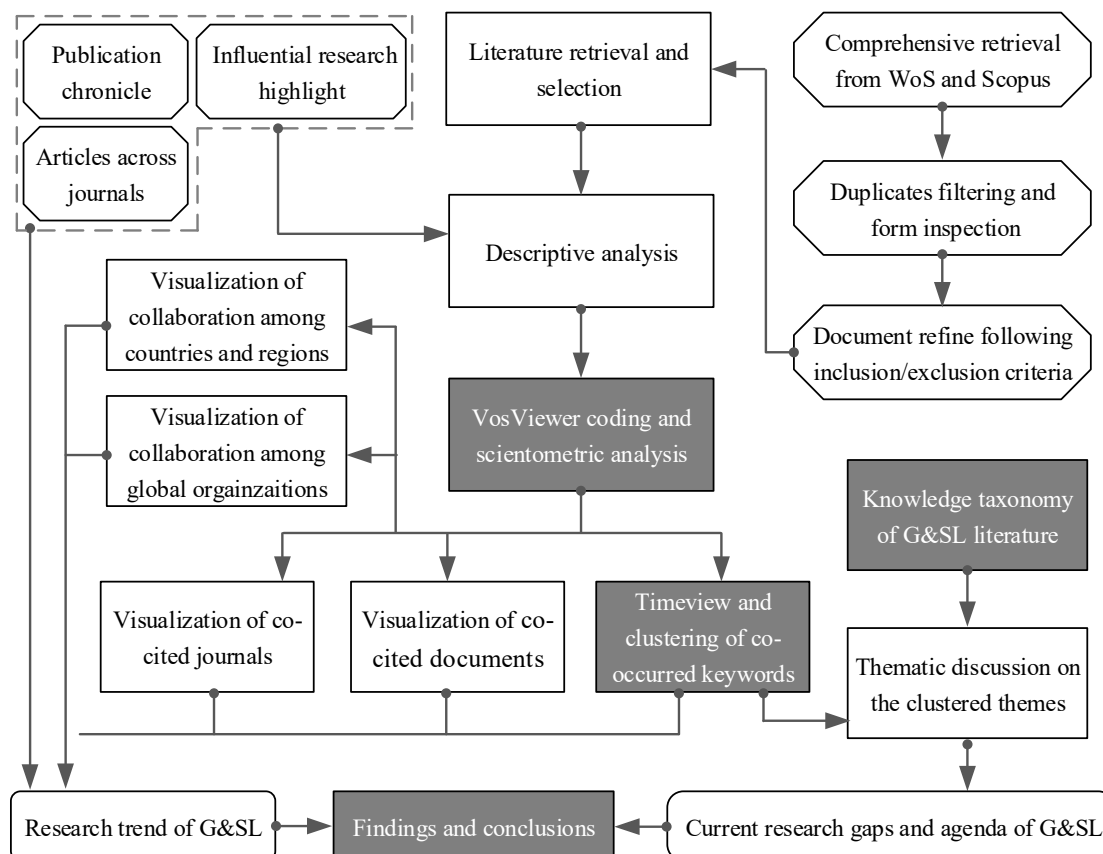 Publication
chronicle
Influential research
highlight
Articles across
journals
Literature retrieval and
selection
Comprehensive retrieval
from WoS and Scopus
Duplicates filtering and
form inspection
Document refine following
inclusion/exclusion criteria
Descriptive analysis
Visualization of
collaboration among
countries and regions
Visualization of
collaboration among
global orgainzaitions
VosViewer coding and
scientometric analysis
Knowledge taxonomy
of G&SL literature
Visualization of co-
cited journals
Visualization of co-
cited documents
Timeview and
clustering of co-
occurred keywords
Thematic discussion on
the clustered themes
Research trend of G&SL
Findings and conclusions
Current research gaps and agenda of G&SL